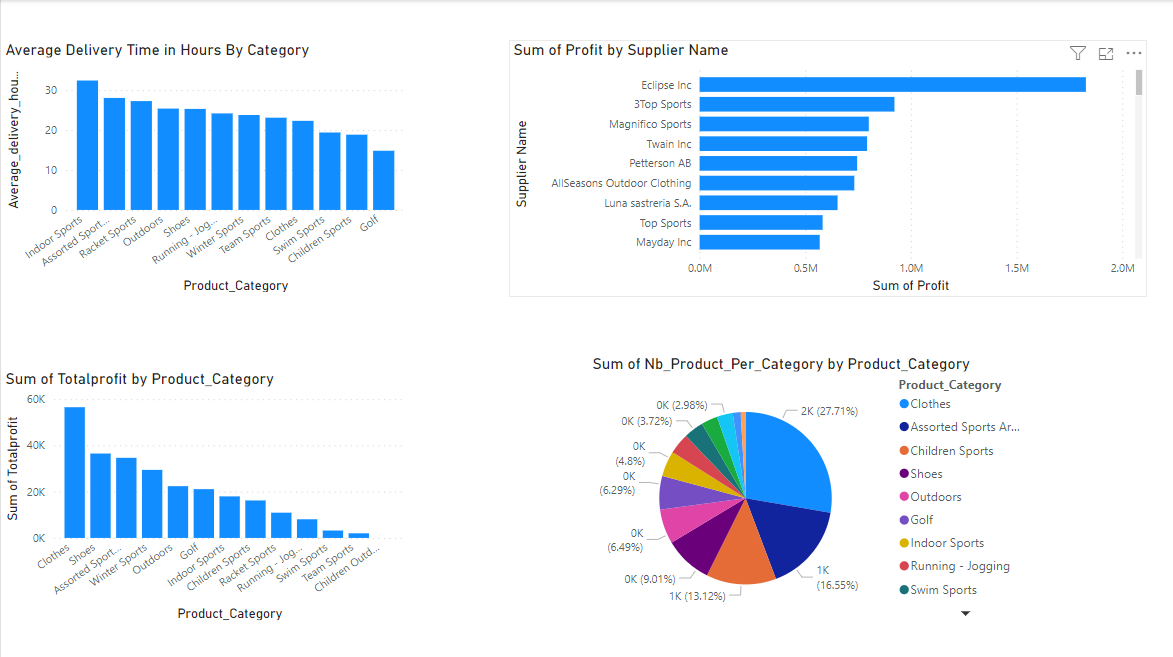 Average Delivery Time in Hours By Category
Average_delivery_hou...
30
20
10
0
Indoor Sports
Assorted Sport...
Racket Sports
Outdoors
Shoes
Running - Jog...
Winter Sports
Team Sports
Clothes
Swim Sports
Children Sports
Golf
Product_Category
Sum of Profit by Supplier Name
Supplier Name
Eclipse Inc
3Top Sports
Magnifico Sports
Twain Inc
Petterson AB
AllSeasons Outdoor Clothing
Luna sastreria S.A.
Top Sports
Mayday Inc
0.0M
0.5M
1.0M
1.5M
2.0M
Sum of Profit
Sum of Totalprofit by Product_Category
Sum of Totalprofit
60K
40K
20K
0K
Clothes
Shoes
Assorted Sport...
Winter Sports
Outdoors
Golf
Indoor Sports
Children Sports
Racket Sports
Running - Jog...
Swim Sports
Team Sports
Children Outd...
Product_Category
Sum of Nb_Product_Per_Category by Product_Category
2K (27.71%)
1K
(16.55%)
1K (13.12%)
0K (9.01%)
0K
(6.49%)
0K
(6.29%)
0K
(4.8%)
0K (3.72%)
0K (2.98%)
Product_Category
Clothes
Assorted Sports Ar...
Children Sports
Shoes
Outdoors
Golf
Indoor Sports
Running - Jogging
Swim Sports